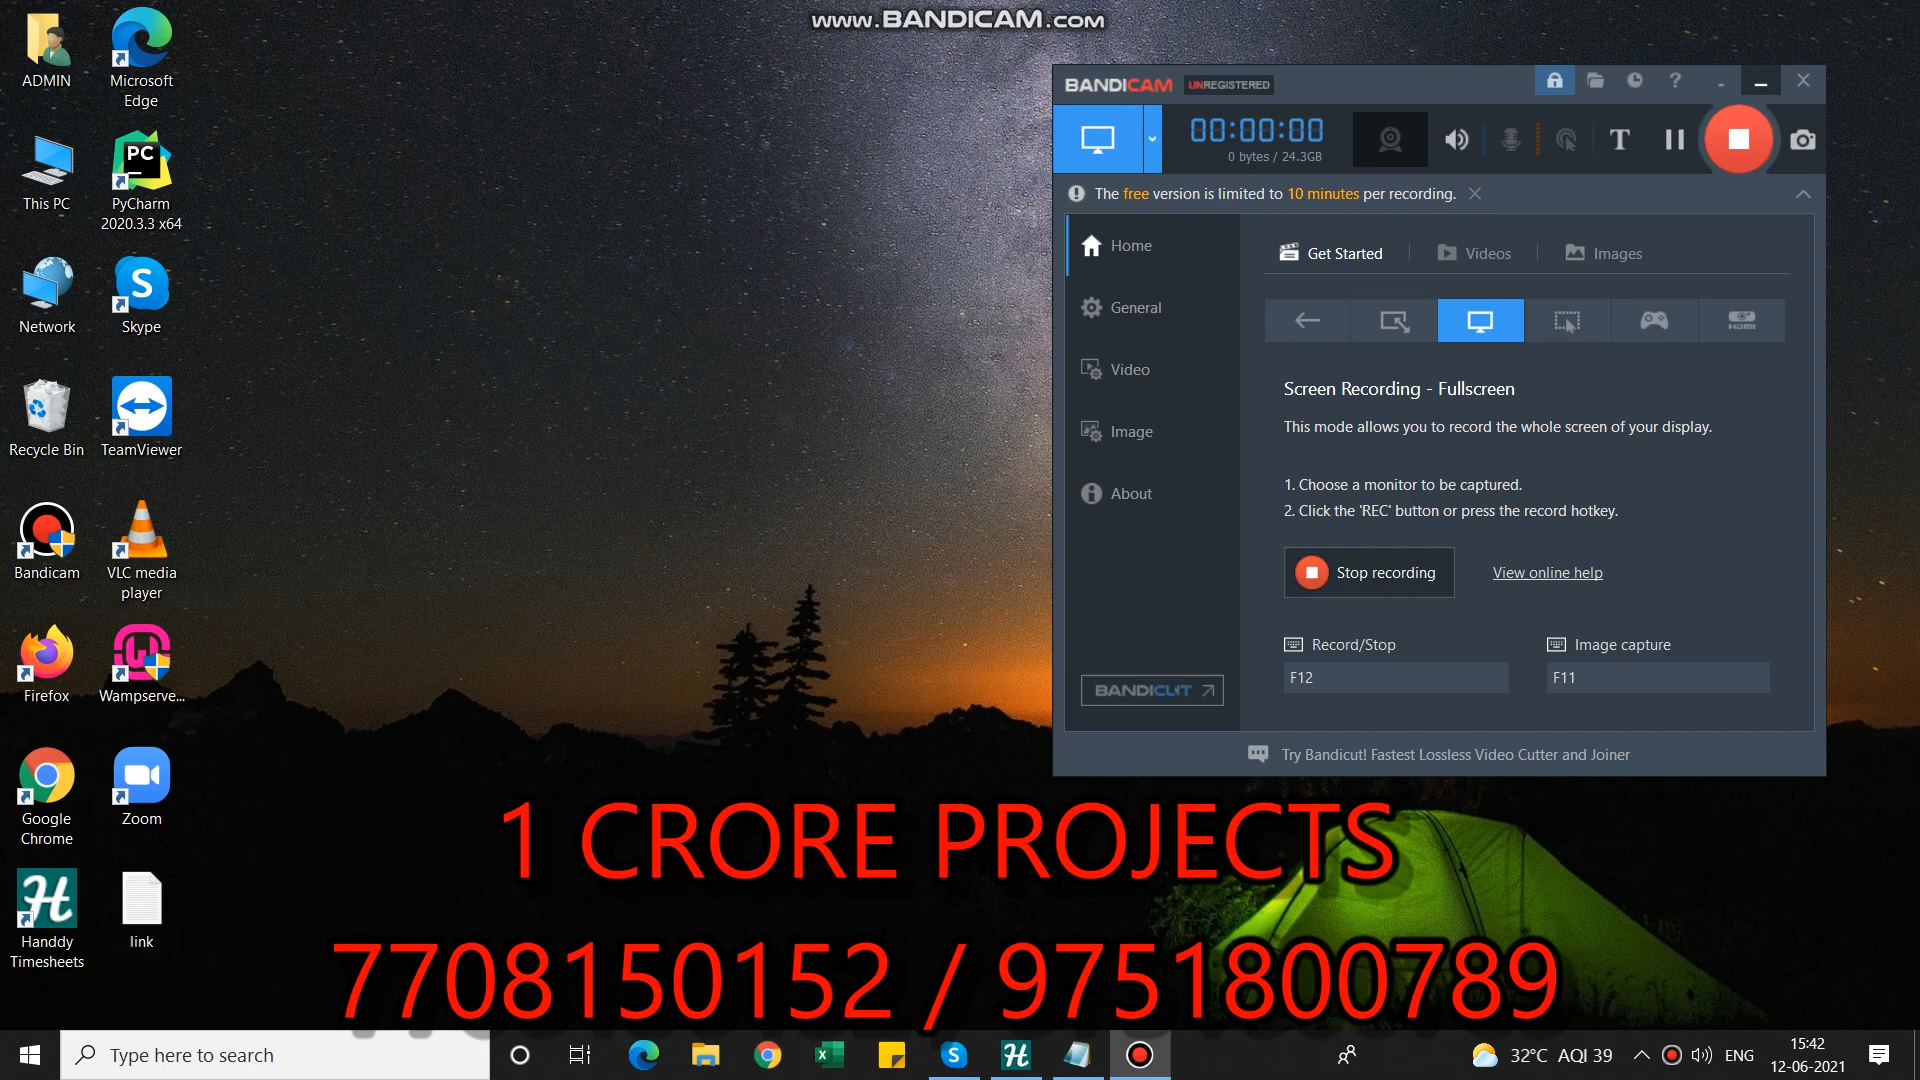 www.BANDICAM.com
ADMIN
Microsoft
Edge
This PC
PC
PyCharm
2020.3.3 x64
Network
Skype
Recycle Bin
TeamViewer
Bandicam
VLC media
player
Firefox
Wampserve...
Google
Chrome
Zoom
Handdy
Timesheets
link
BANDICAM UNREGISTERED
00:00:00
0 bytes / 24.3GB
The free version is limited to 10 minutes per recording.
Home
General
Video
Image
About
BANDICUT
Get Started
Videos
Images
HDMI
Screen Recording - Fullscreen
This mode allows you to record the whole screen of your display.
1. Choose a monitor to be captured.
2. Click the 'REC' button or press the record hotkey.
Stop recording
View online help
Record/Stop
Image capture
F12
F11
Try Bandicut! Fastest Lossless Video Cutter and Joiner
1 CRORE PROJECTS
7708150152 / 9751800789
Type here to search
32°C AQI 39
ENG
15:42
12-06-2021